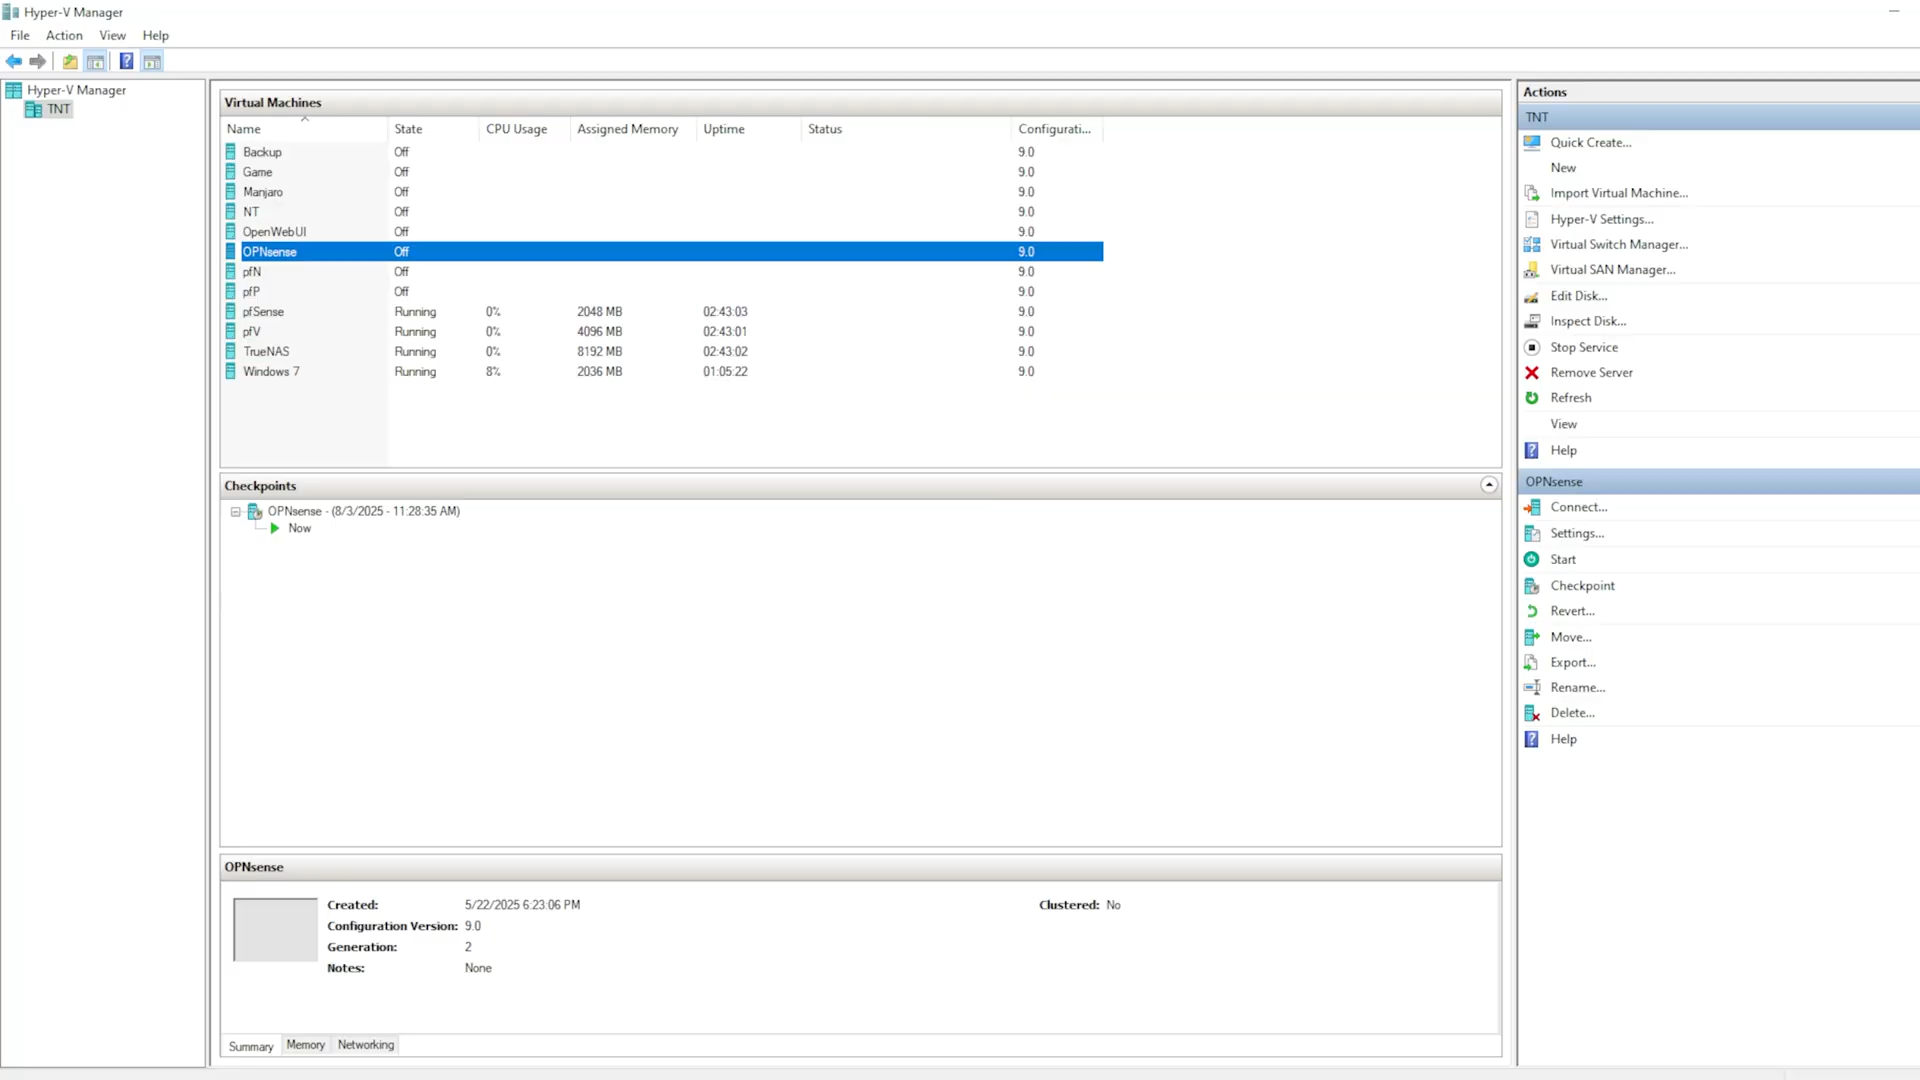 Hyper-V Manager
File Action View Help
Hyper-V Manager
TNT
Virtual Machines
Name State CPU Usage Assigned Memory Uptime Status Configurati...
Backup Off 9.0
Game Off 9.0
Manjaro Off 9.0
NT Off 9.0
OpenWebUI Off 9.0
OPNsense Off 9.0
pfN Off 9.0
pfP Off 9.0
pfSense Running 0% 2048 MB 02:43:03 9.0
pfV Running 0% 4096 MB 02:43:01 9.0
TrueNAS Running 0% 8192 MB 02:43:02 9.0
Windows 7 Running 8% 2036 MB 01:05:22 9.0
Checkpoints
OPNsense - (8/3/2025 - 11:28:35 AM)
Now
OPNsense
Created: 5/22/2025 6:23:06 PM Clustered: No
Configuration Version: 9.0
Generation: 2
Notes: None
Summary Memory Networking
Actions
TNT
Quick Create...
New
Import Virtual Machine...
Hyper-V Settings...
Virtual Switch Manager...
Virtual SAN Manager...
Edit Disk...
Inspect Disk...
Stop Service
Remove Server
Refresh
View
Help
OPNsense
Connect...
Settings...
Start
Checkpoint
Revert...
Move...
Export...
Rename...
Delete...
Help